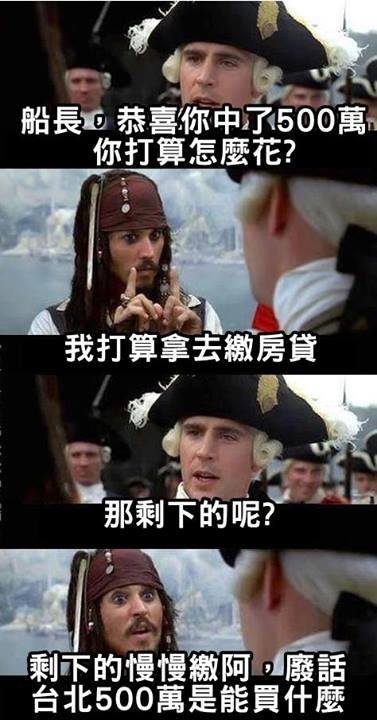 船長，恭喜你中了500萬
你打算怎麼花?
我打算拿去繳房貸
那剩下的呢?
剩下的慢慢繳阿，廢話
台北500萬是能買什麼